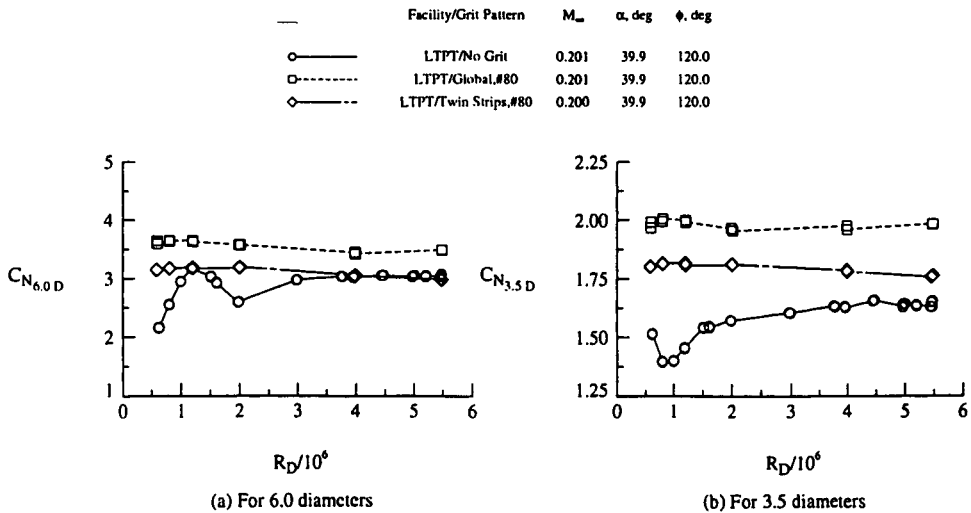 Facility/Grit Pattern M∞ α, deg ϕ, deg
LTPT/No Grit 0.201 39.9 120.0
LTPT/Global,#80 0.201 39.9 120.0
LTPT/Twin Strips,#80 0.200 39.9 120.0
5
4
C_N_6.0 D 3
2
1
0 1 2 3 4 5 6
R_D/10^6
(a) For 6.0 diameters
2.25
2.00
C_N_3.5 D 1.75
1.50
1.25
0 1 2 3 4 5 6
R_D/10^6
(b) For 3.5 diameters